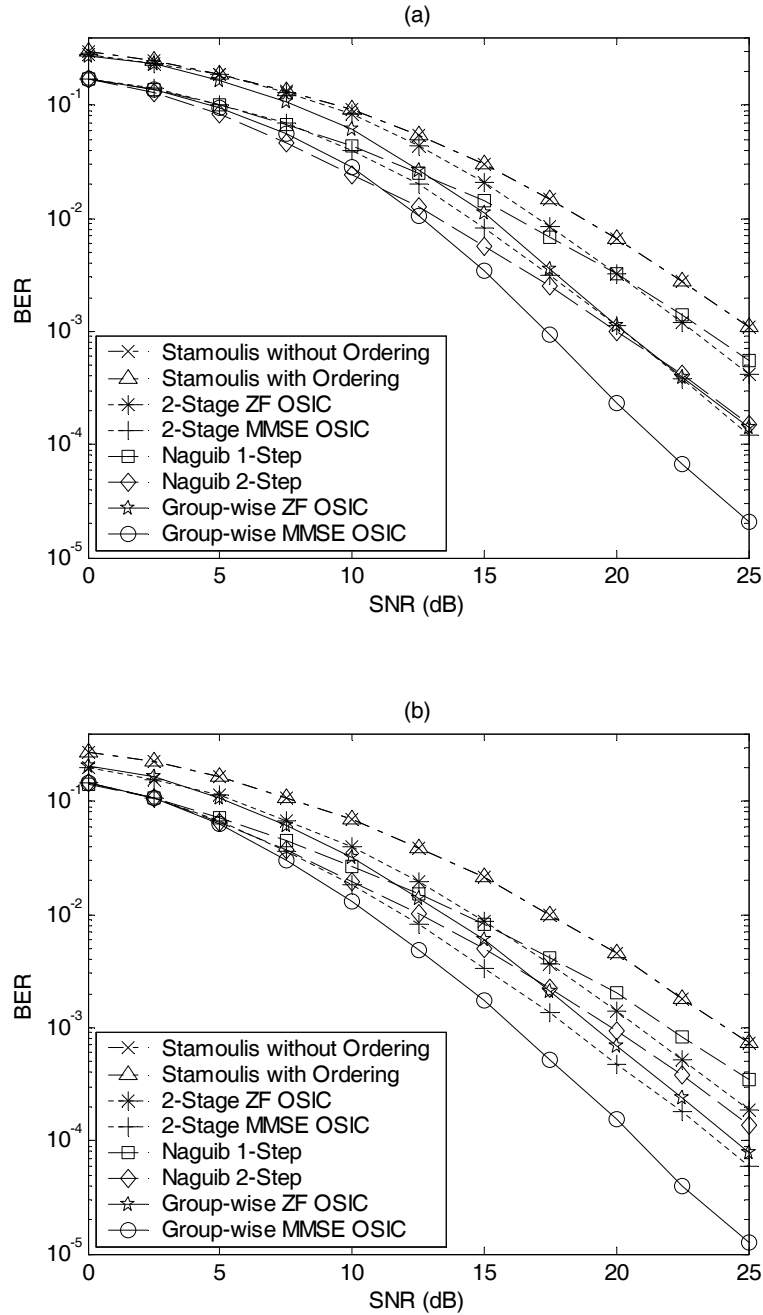 (a)
10^-1
10^-2
10^-3
10^-4
10^-5
BER
Stamoulis without Ordering
Stamoulis with Ordering
2-Stage ZF OSIC
2-Stage MMSE OSIC
Naguib 1-Step
Naguib 2-Step
Group-wise ZF OSIC
Group-wise MMSE OSIC
0 5 10 15 20 25
SNR (dB)
(b)
10^-1
10^-2
10^-3
10^-4
10^-5
BER
Stamoulis without Ordering
Stamoulis with Ordering
2-Stage ZF OSIC
2-Stage MMSE OSIC
Naguib 1-Step
Naguib 2-Step
Group-wise ZF OSIC
Group-wise MMSE OSIC
0 5 10 15 20 25
SNR (dB)